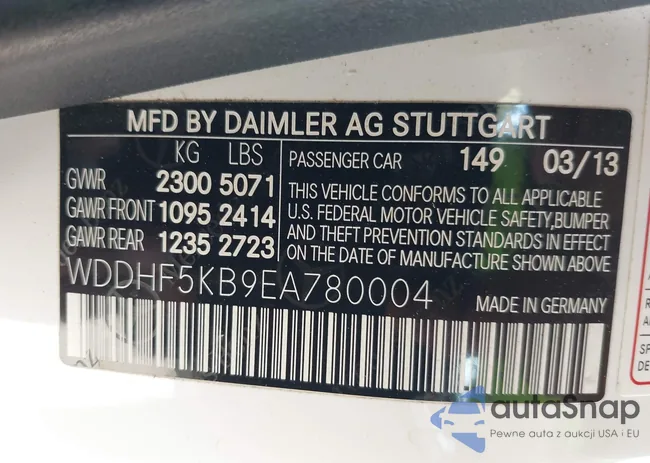 MFD BY DAIMLER AG STUTTGART
KG LBS
GVWR 2300 5071
GAWR FRONT 1095 2414
GAWR REAR 1235 2723
PASSENGER CAR 149 03/13
THIS VEHICLE CONFORMS TO ALL APPLICABLE
U.S. FEDERAL MOTOR VEHICLE SAFETY,BUMPER
AND THEFT PREVENTION STANDARDS IN EFFECT
ON THE DATE OF MANUFACTURE SHOWN ABOVE
WDDHF5KB9EA780004
MADE IN GERMANY
autoSnap
Pewne auta z aukcji USA i EU